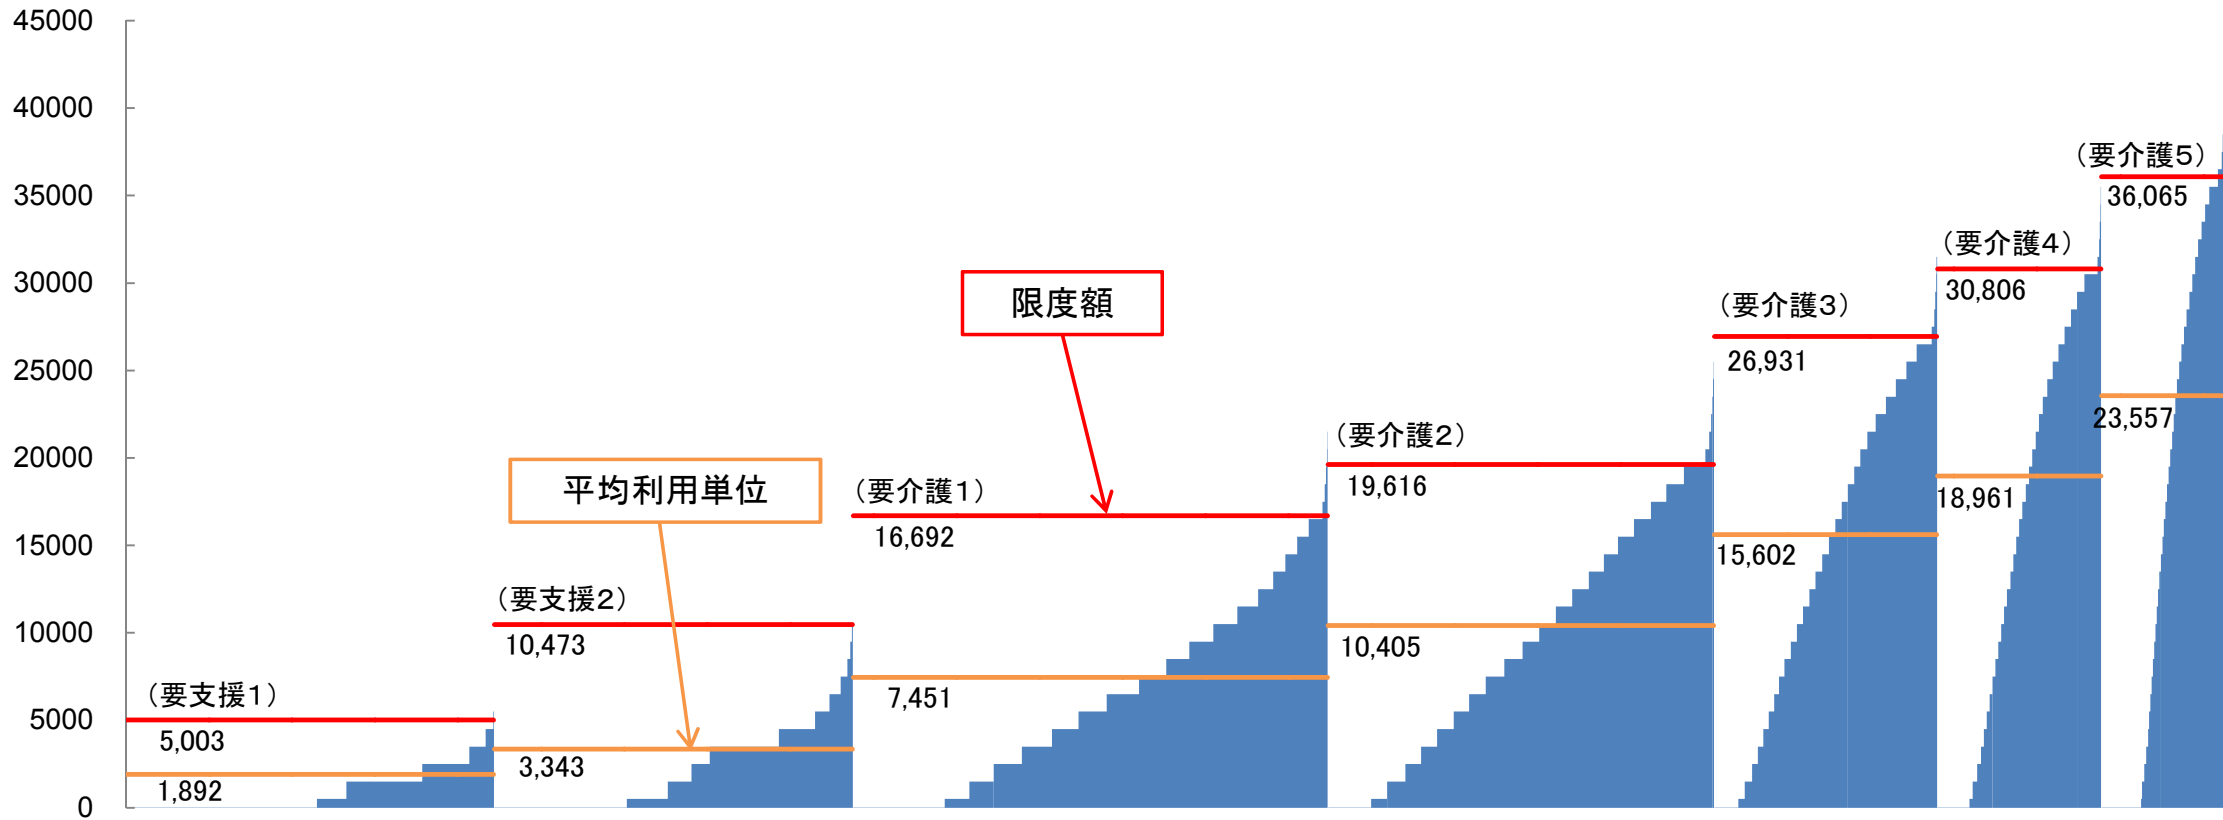 45000
40000
35000
30000
25000
20000
15000
10000
5000
0
（要支援1）
5,003
1,892
（要支援2）
10,473
3,343
平均利用単位
（要介護1）
16,692
7,451
限度額
（要介護2）
19,616
10,405
（要介護3）
26,931
15,602
（要介護4）
30,806
18,961
（要介護5）
36,065
23,557